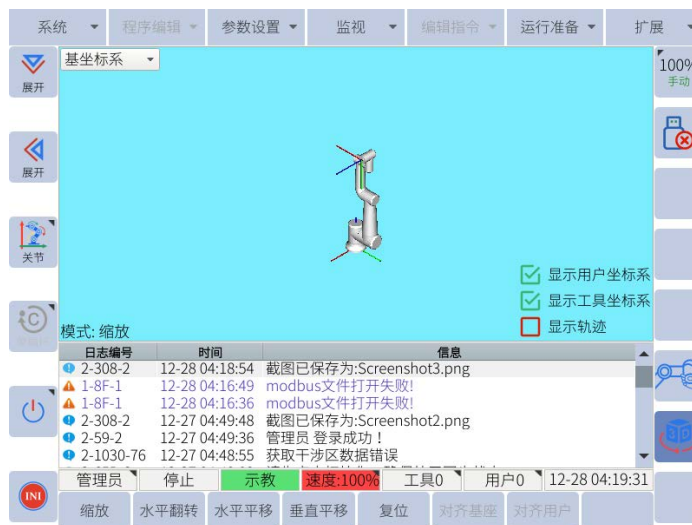 系统 程序编辑 参数设置 监视 编辑指令 运行准备 扩展
基坐标系
100%
手动
展开
展开
关节
显示用户坐标系
显示工具坐标系
显示轨迹
模式: 缩放
日志编号 时间 信息
2-308-2 12-28 04:18:54 截图已保存为:Screenshot3.png
1-8F-1 12-28 04:16:49 modbus文件打开失败!
1-8F-1 12-28 04:16:36 modbus文件打开失败!
2-308-2 12-27 04:49:48 截图已保存为:Screenshot2.png
2-59-2 12-27 04:49:36 管理员 登录成功！
2-1030-76 12-27 04:48:55 获取干涉区数据错误
管理员 停止 示教 速度:100% 工具0 用户0 12-28 04:19:31
INI
缩放 水平翻转 水平平移 垂直平移 复位 对齐基座 对齐用户
3D